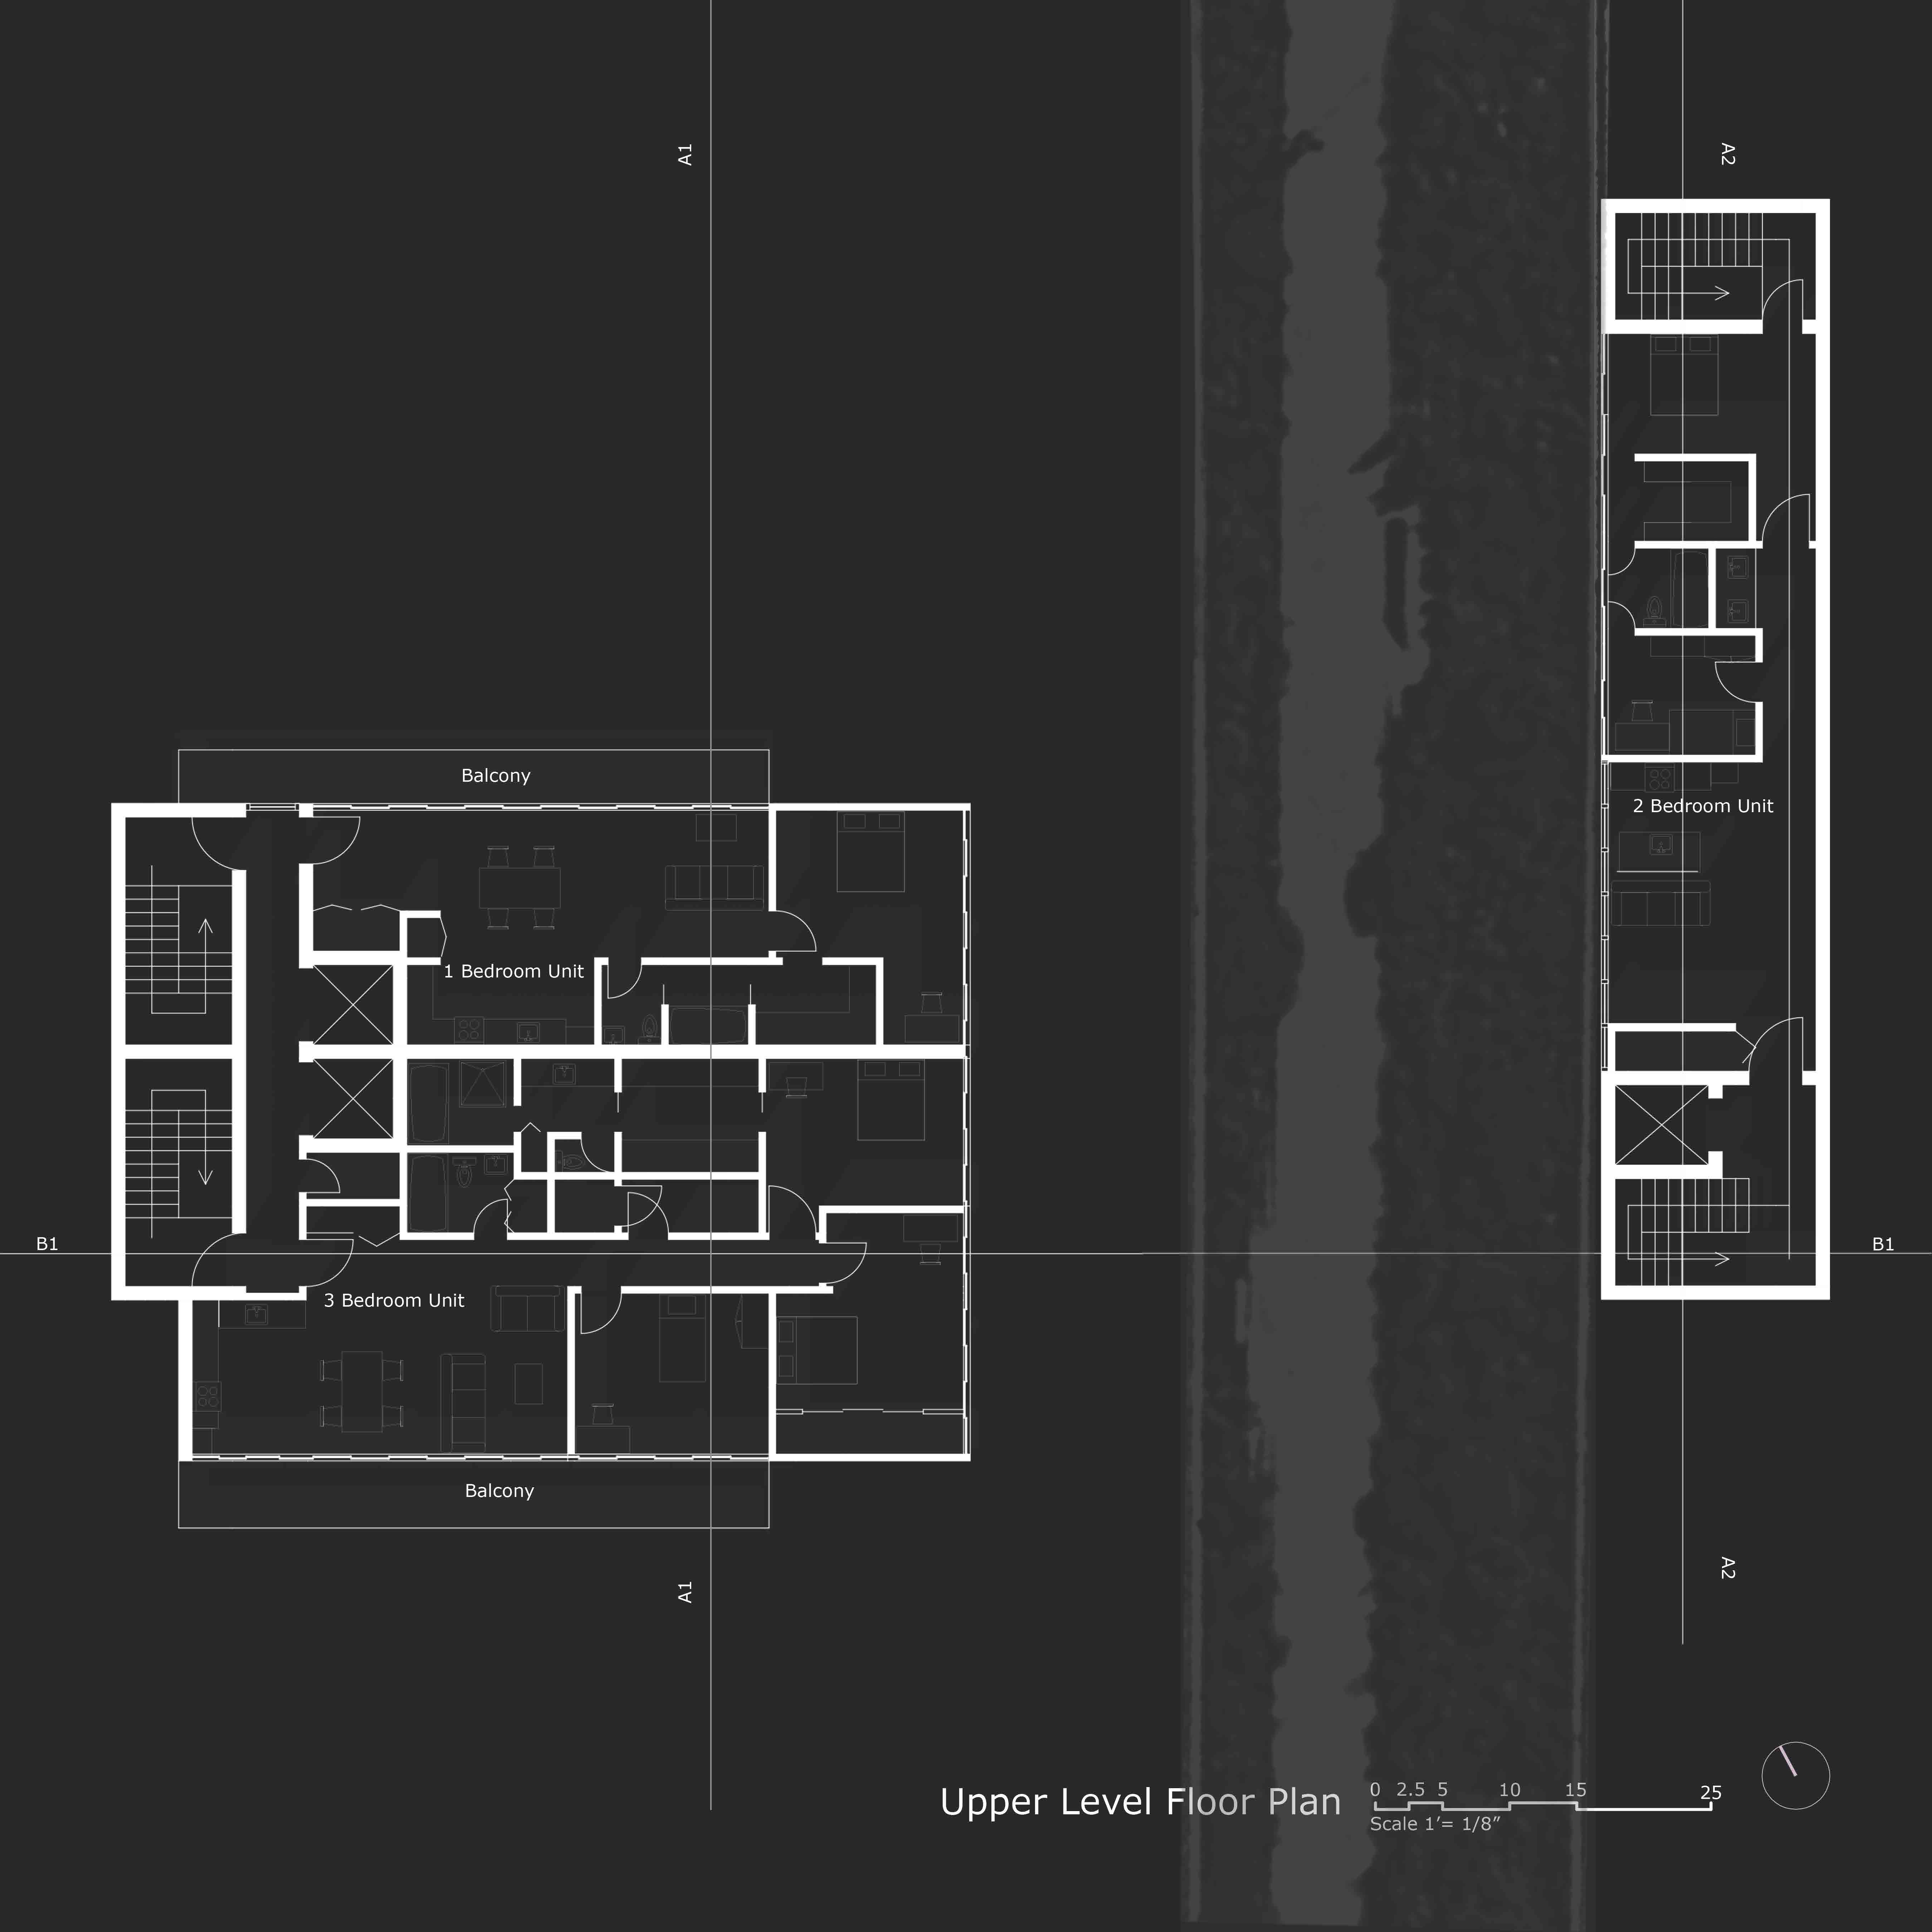 A1
A2
Balcony
2 Bedroom Unit
1 Bedroom Unit
B1
B1
3 Bedroom Unit
Balcony
A1
A2
Upper Level Floor Plan
0 2.5 5 10 15 25
Scale 1’= 1/8”